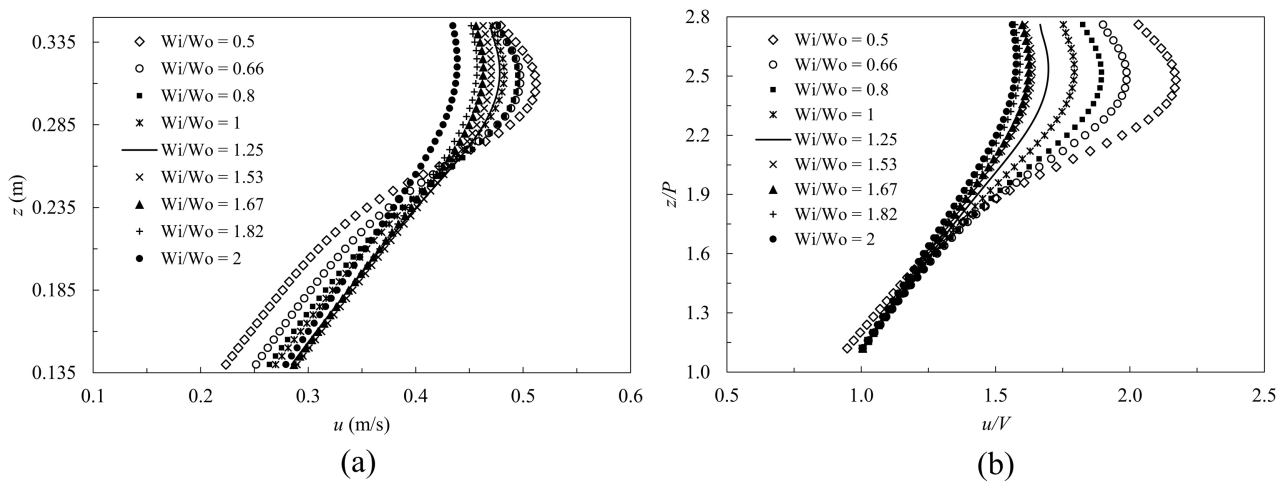 0.335
0.285
0.235
0.185
0.135
z (m)
Wi/Wo = 0.5
Wi/Wo = 0.66
Wi/Wo = 0.8
Wi/Wo = 1
Wi/Wo = 1.25
Wi/Wo = 1.53
Wi/Wo = 1.67
Wi/Wo = 1.82
Wi/Wo = 2
0.1 0.2 0.3 0.4 0.5 0.6
u (m/s)
(a)
2.8
2.5
2.2
1.9
1.6
1.3
1.0
z/P
Wi/Wo = 0.5
Wi/Wo = 0.66
Wi/Wo = 0.8
Wi/Wo = 1
Wi/Wo = 1.25
Wi/Wo = 1.53
Wi/Wo = 1.67
Wi/Wo = 1.82
Wi/Wo = 2
0.5 1.0 1.5 2.0 2.5
u/V
(b)